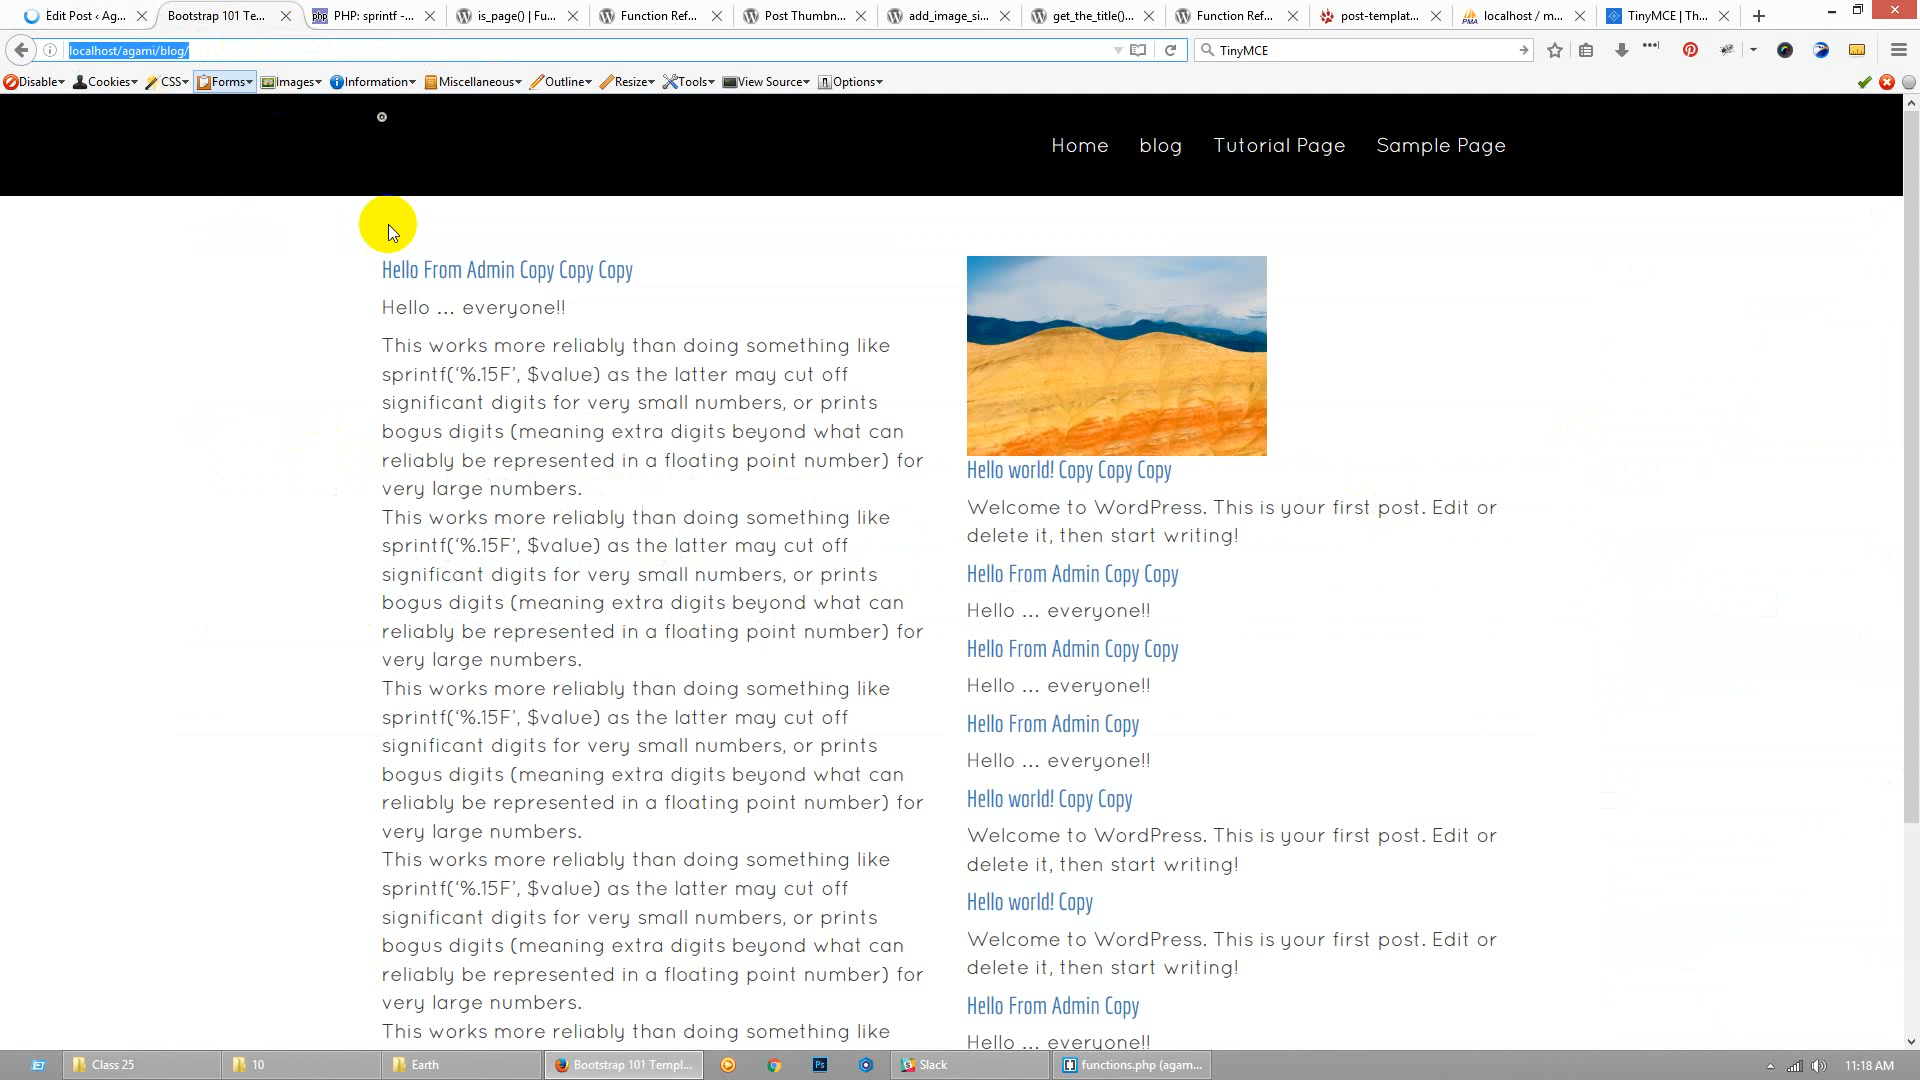 Edit Post ‹ Ag...
Bootstrap 101 Te...
PHP: sprintf -...
is_page() | Fu...
Function Ref...
Post Thumbn...
add_image_si...
get_the_title()...
Function Ref...
post-templat...
localhost / m...
TinyMCE | Th...
localhost/agami/blog/
TinyMCE
Disable
Cookies
CSS
Forms
Images
Information
Miscellaneous
Outline
Resize
Tools
View Source
Options
Home
blog
Tutorial Page
Sample Page
Hello From Admin Copy Copy Copy
Hello … everyone!!
This works more reliably than doing something like
sprintf(‘%.15F’, $value) as the latter may cut off
significant digits for very small numbers, or prints
bogus digits (meaning extra digits beyond what can
reliably be represented in a floating point number) for
very large numbers.
This works more reliably than doing something like
sprintf(‘%.15F’, $value) as the latter may cut off
significant digits for very small numbers, or prints
bogus digits (meaning extra digits beyond what can
reliably be represented in a floating point number) for
very large numbers.
This works more reliably than doing something like
sprintf(‘%.15F’, $value) as the latter may cut off
significant digits for very small numbers, or prints
bogus digits (meaning extra digits beyond what can
reliably be represented in a floating point number) for
very large numbers.
This works more reliably than doing something like
sprintf(‘%.15F’, $value) as the latter may cut off
significant digits for very small numbers, or prints
bogus digits (meaning extra digits beyond what can
reliably be represented in a floating point number) for
very large numbers.
This works more reliably than doing something like
Hello world! Copy Copy Copy
Welcome to WordPress. This is your first post. Edit or
delete it, then start writing!
Hello From Admin Copy Copy
Hello … everyone!!
Hello From Admin Copy Copy
Hello … everyone!!
Hello From Admin Copy
Hello … everyone!!
Hello world! Copy Copy
Welcome to WordPress. This is your first post. Edit or
delete it, then start writing!
Hello world! Copy
Welcome to WordPress. This is your first post. Edit or
delete it, then start writing!
Hello From Admin Copy
Hello … everyone!!
Class 25
10
Earth
Bootstrap 101 Templ...
Ps
Slack
functions.php (agam...
11:18 AM